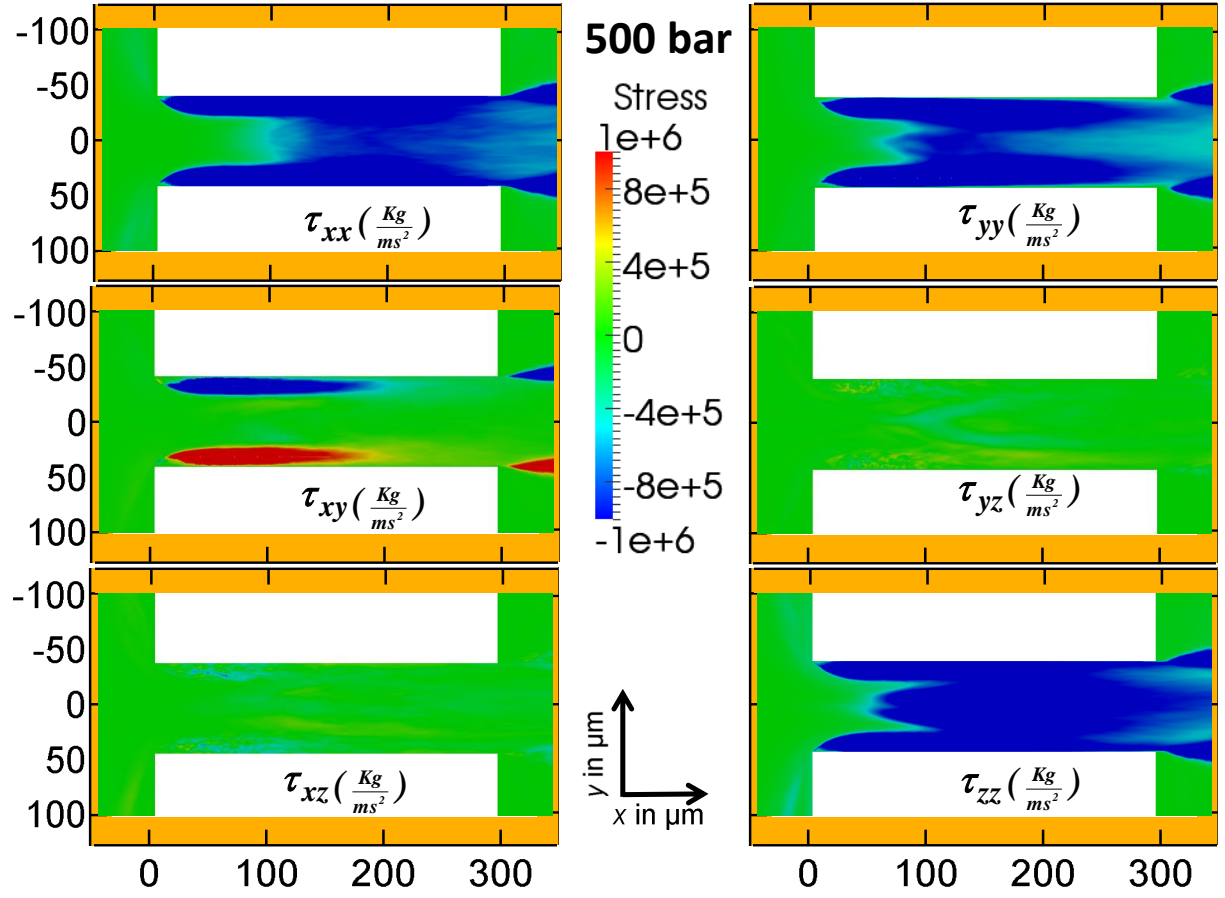 500 bar
Stress
1e+6
8e+5
4e+5
0
-4e+5
-8e+5
-1e+6
-100
-50
0
50
100
τxx ( Kg/ms² )
τyy ( Kg/ms² )
-100
-50
0
50
100
τxy ( Kg/ms² )
τyz ( Kg/ms² )
-100
-50
0
50
100
τxz ( Kg/ms² )
y in μm
x in μm
τzz ( Kg/ms² )
0 100 200 300 0 100 200 300